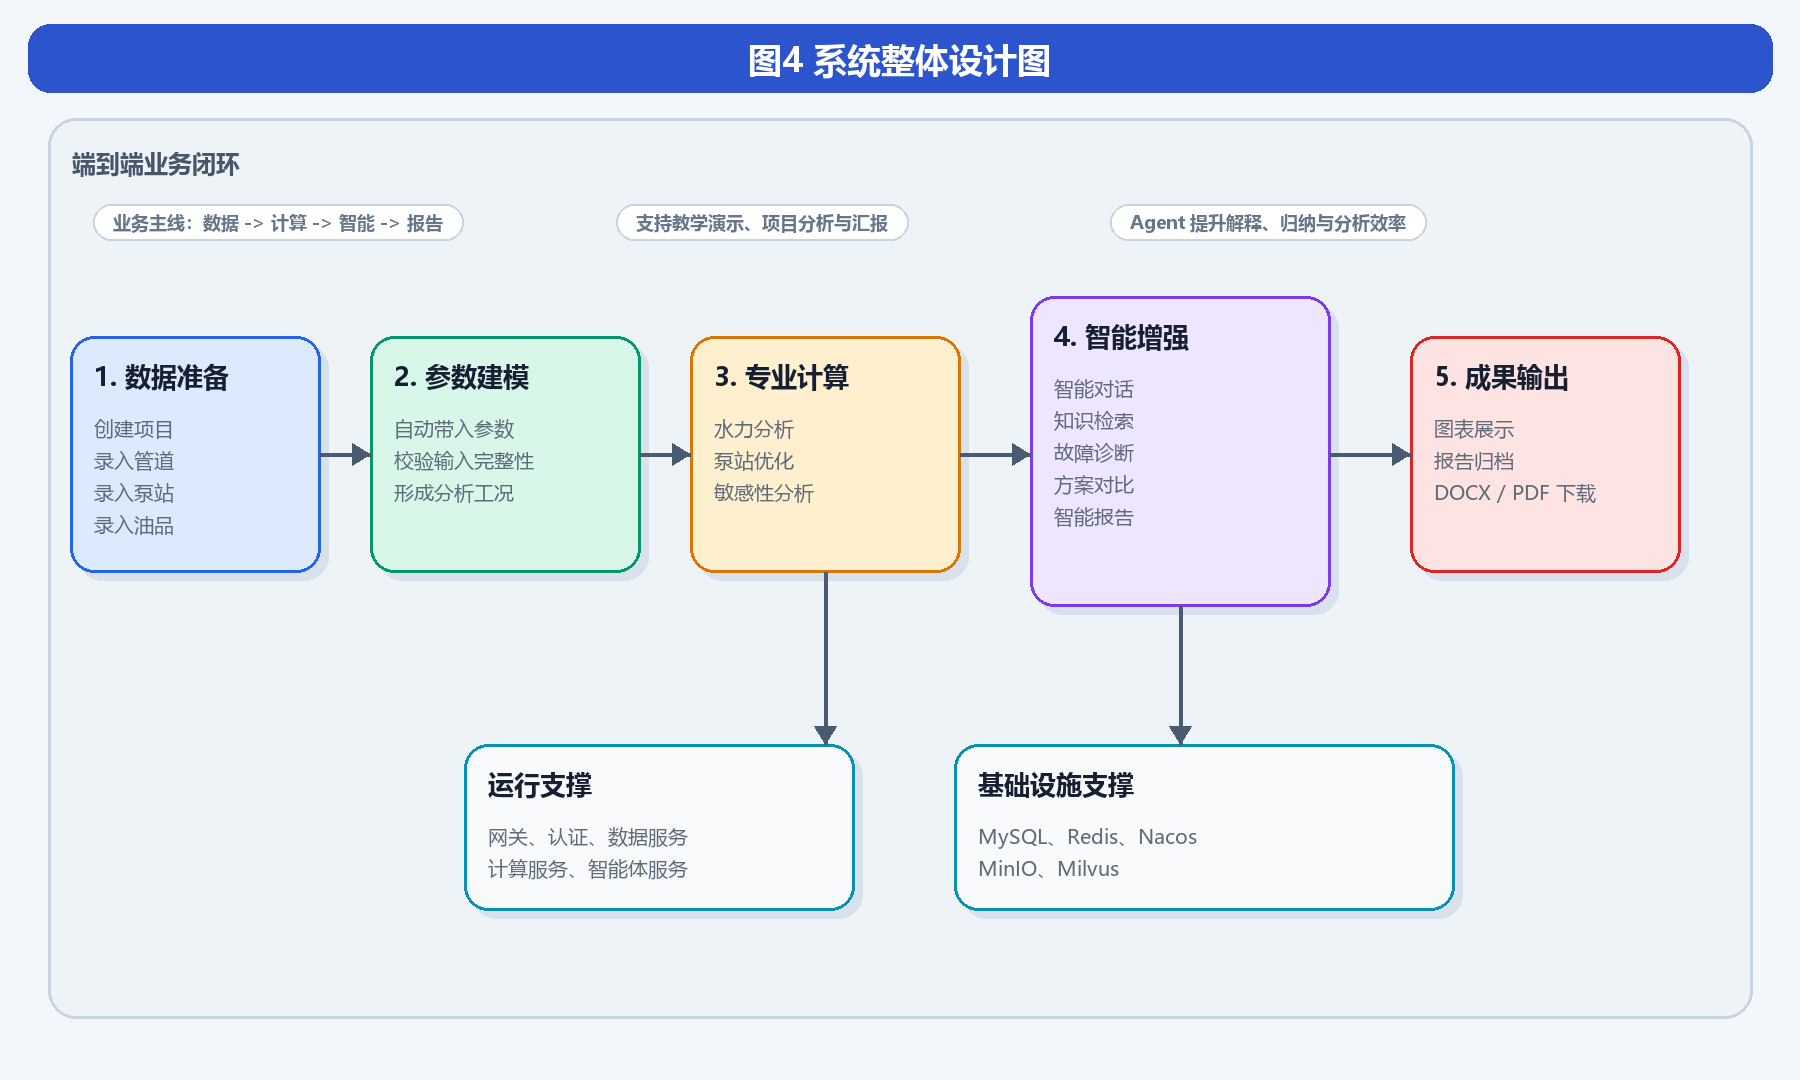 图4 系统整体设计图
端到端业务闭环
业务主线：数据 -> 计算 -> 智能 -> 报告
支持教学演示、项目分析与汇报
Agent 提升解释、归纳与分析效率
1. 数据准备
创建项目
录入管道
录入泵站
录入油品
2. 参数建模
自动带入参数
校验输入完整性
形成分析工况
3. 专业计算
水力分析
泵站优化
敏感性分析
4. 智能增强
智能对话
知识检索
故障诊断
方案对比
智能报告
5. 成果输出
图表展示
报告归档
DOCX / PDF 下载
运行支撑
网关、认证、数据服务
计算服务、智能体服务
基础设施支撑
MySQL、Redis、Nacos
MinIO、Milvus